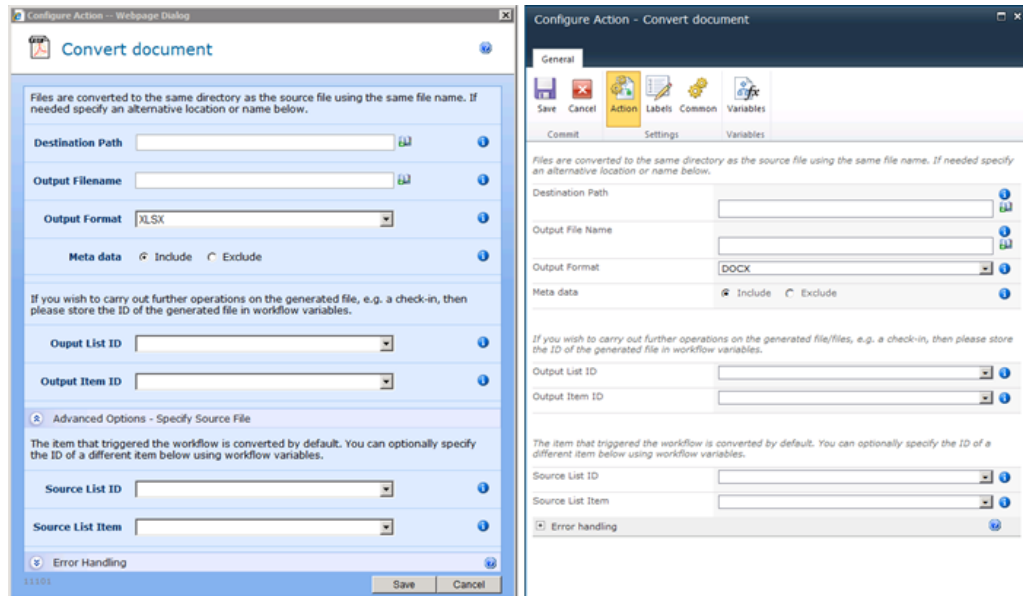 Configure Action -- Webpage Dialog
Convert document
Files are converted to the same directory as the source file using the same file name. If
needed specify an alternative location or name below.
Destination Path
Output Filename
Output Format XLSX
Meta data Include Exclude
If you wish to carry out further operations on the generated file, e.g. a check-in, then
please store the ID of the generated file in workflow variables.
Ouput List ID
Output Item ID
Advanced Options - Specify Source File
The item that triggered the workflow is converted by default. You can optionally specify
the ID of a different item below using workflow variables.
Source List ID
Source List Item
Error Handling
11101
Save Cancel
Configure Action - Convert document
General
Save Cancel Action Labels Common Variables
Commit Settings Variables
Files are converted to the same directory as the source file using the same file name. If needed specify
an alternative location or name below.
Destination Path
Output File Name
Output Format DOCX
Meta data Include Exclude
If you wish to carry out further operations on the generated file/files, e.g. a check-in, then please store
the ID of the generated file in workflow variables.
Output List ID
Output Item ID
The item that triggered the workflow is converted by default. You can optionally specify the ID of a
different item below using workflow variables.
Source List ID
Source List Item
Error handling